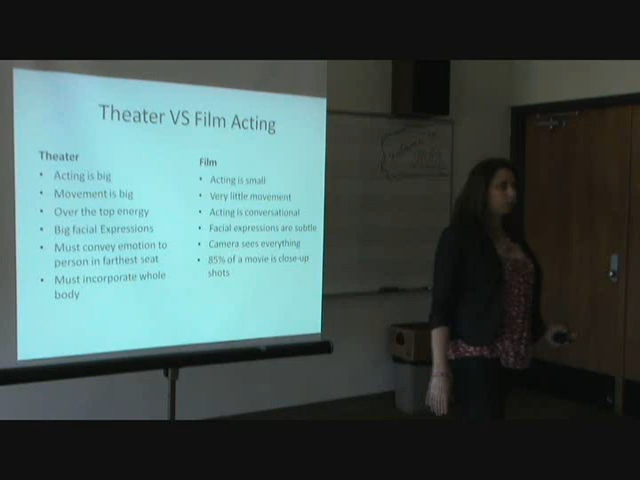 Theater VS Film Acting
Theater
• Acting is big
• Movement is big
• Over the top energy
• Big facial Expressions
• Must convey emotion to
person in farthest seat
• Must incorporate whole
body
Film
• Acting is small
• Very little movement
• Acting is conversational
• Facial expressions are subtle
• Camera sees everything
• 85% of a movie is close-up
shots